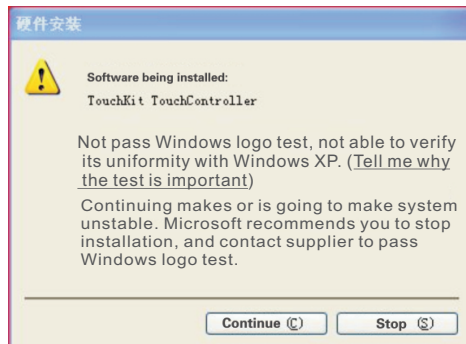 硬件安装
Software being installed:
TouchKit TouchController
Not pass Windows logo test, not able to verify
its uniformity with Windows XP. (Tell me why
the test is important)
Continuing makes or is going to make system
unstable. Microsoft recommends you to stop
installation, and contact supplier to pass
Windows logo test.
Continue (C) Stop (S)